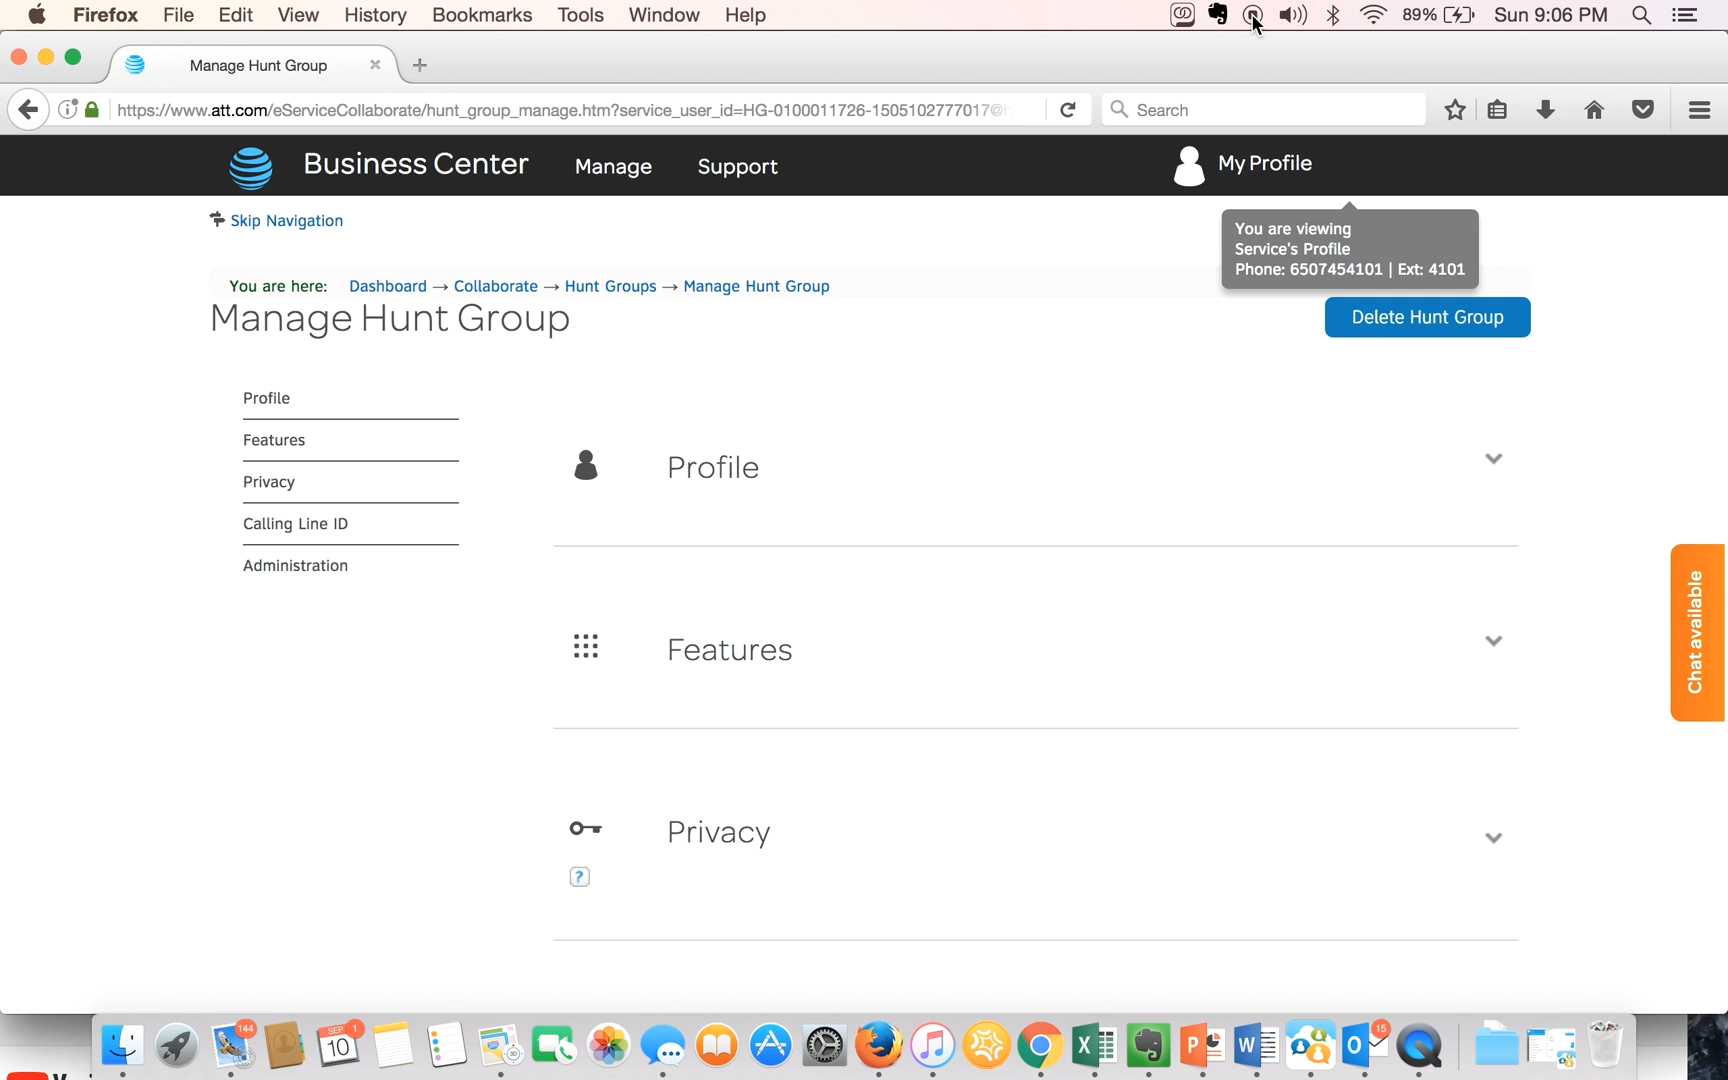 Firefox File Edit View History Bookmarks Tools Window Help 89% Sun 9:06 PM
Manage Hunt Group
https://www.att.com/eServiceCollaborate/hunt_group_manage.htm?service_user_id=HG-0100011726-1505102777017@h Search
Business Center Manage Support My Profile
Skip Navigation
You are viewing
Service's Profile
Phone: 6507454101 | Ext: 4101
You are here: Dashboard → Collaborate → Hunt Groups → Manage Hunt Group
Manage Hunt Group
Delete Hunt Group
Profile
Features
Privacy
Calling Line ID
Administration
Profile
Features
Privacy
?
Chat available
144
SEP 1
10
3D
15